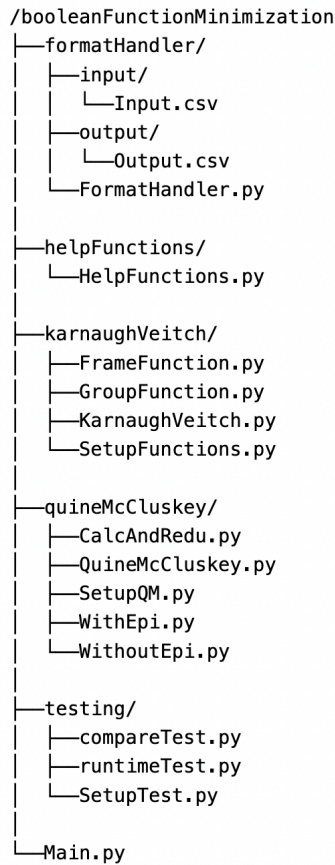 /booleanFunctionMinimization
├──formatHandler/
│  ├──input/
│  │  └──Input.csv
│  ├──output/
│  │  └──Output.csv
│  └──FormatHandler.py
│
├──helpFunctions/
│  └──HelpFunctions.py
│
├──karnaughVeitch/
│  ├──FrameFunction.py
│  ├──GroupFunction.py
│  ├──KarnaughVeitch.py
│  └──SetupFunctions.py
│
├──quineMcCluskey/
│  ├──CalcAndRedu.py
│  ├──QuineMcCluskey.py
│  ├──SetupQM.py
│  ├──WithEpi.py
│  └──WithoutEpi.py
│
├──testing/
│  ├──compareTest.py
│  ├──runtimeTest.py
│  └──SetupTest.py
│
└──Main.py